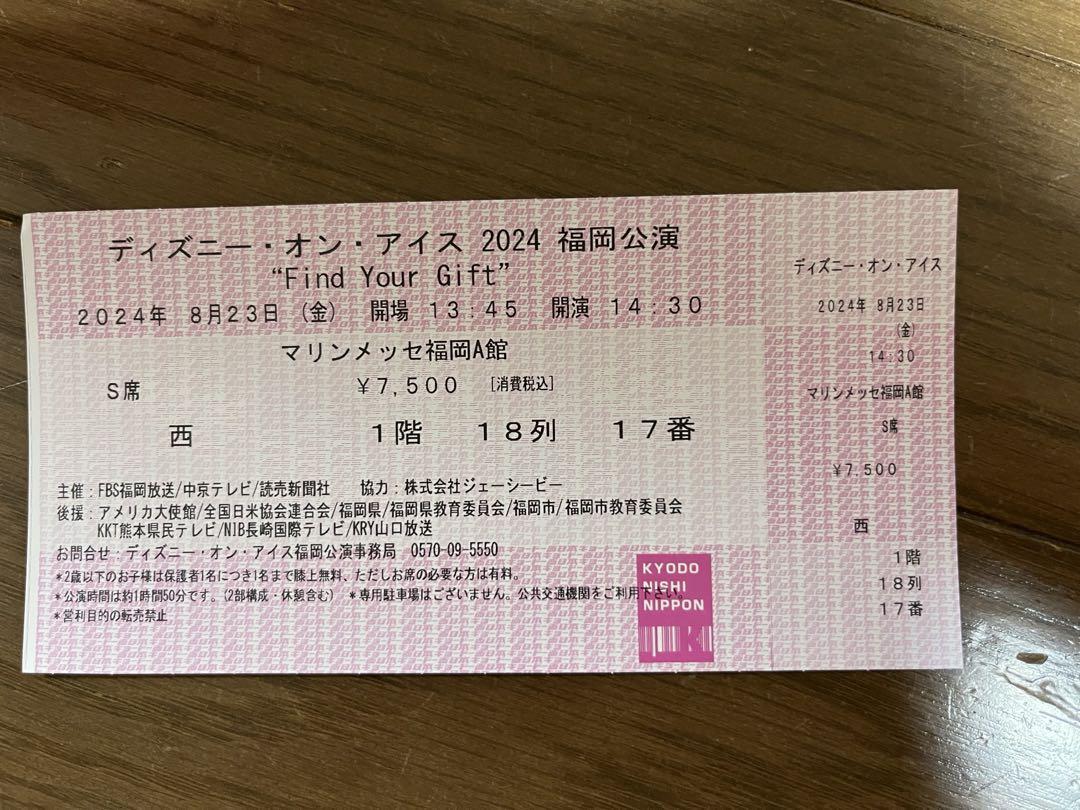 ディズニー・オン・アイス 2024 福岡公演
“Find Your Gift”
2024年 8月23日 (金) 開場 13:45 開演 14:30
マリンメッセ福岡A館
S席 ¥7,500 [消費税込]
西 1階 18列 17番
主催:FBS福岡放送/中京テレビ/読売新聞社 協力:株式会社ジェーシービー
後援:アメリカ大使館/全国日米協会連合会/福岡県/福岡県教育委員会/福岡市/福岡市教育委員会
KKT熊本県民テレビ/NIB長崎国際テレビ/KRY山口放送
お問合せ:ディズニー・オン・アイス福岡公演事務局 0570-09-5550
*2歳以下のお子様は保護者1名につき1名まで膝上無料、ただしお席の必要な方は有料。
*公演時間は約1時間50分です。(2部構成・休憩含む) *専用駐車場はございません。公共交通機関をご利用下さい。
*営利目的の転売禁止
KYODO
NISHI
NIPPON
K
ディズニー・オン・アイス
2024年 8月23日
(金)
14:30
マリンメッセ福岡A館
S席
¥7,500
西
1階
18列
17番